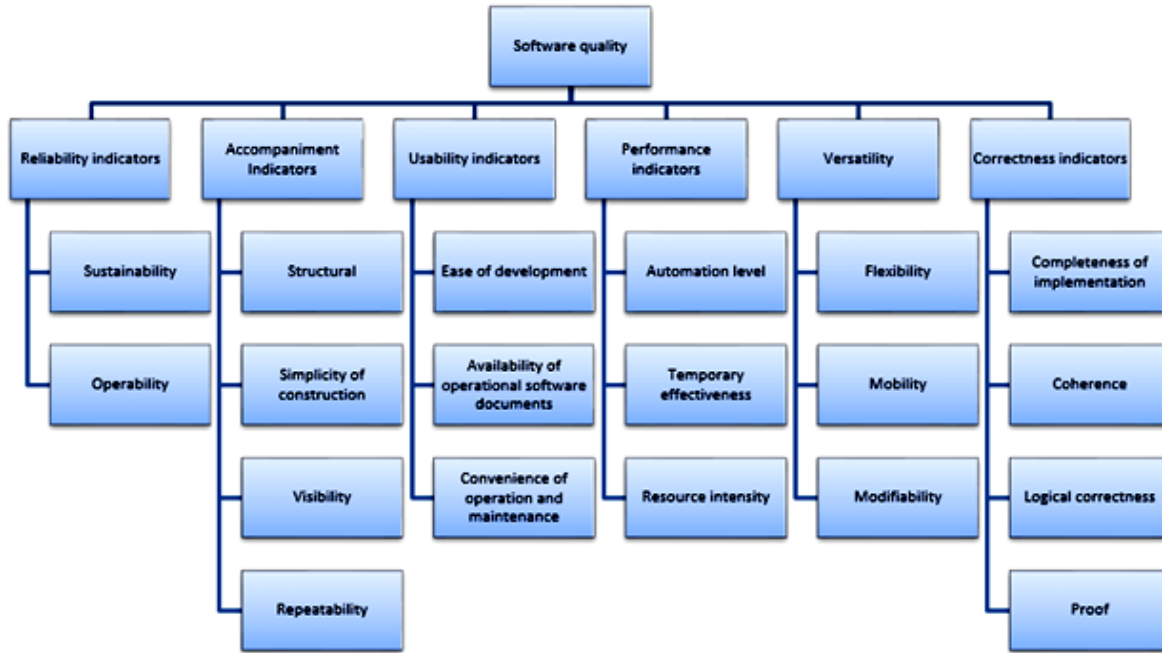 Software quality
Reliability indicators
Accompaniment
Indicators
Usability indicators
Performance
indicators
Versatility
Correctness indicators
Sustainability
Structural
Ease of development
Automation level
Flexibility
Completeness of
implementation
Operability
Simplicity of
construction
Availability of
operational software
documents
Temporary
effectiveness
Mobility
Coherence
Visibility
Convenience of
operation and
maintenance
Resource intensity
Modifiability
Logical correctness
Repeatability
Proof